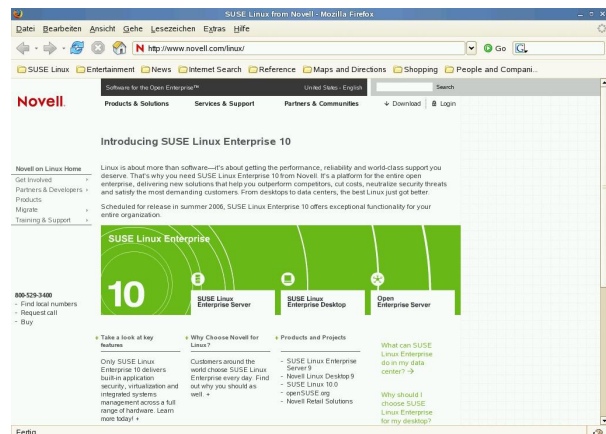 SUSE Linux from Novell - Mozilla Firefox
Datei Bearbeiten Ansicht Gehe Lesezeichen Extras Hilfe
N http://www.novell.com/linux/ Go G
SUSE Linux Entertainment News Internet Search Reference Maps and Directions Shopping People and Compani...
Software for the Open Enterprise™ United States - English Search
Novell.
Products & Solutions Services & Support Partners & Communities Download Login
Introducing SUSE Linux Enterprise 10
Novell on Linux Home
Get Involved
Partners & Developers
Products
Migrate
Training & Support
Linux is about more than software—it's about getting the performance, reliability and world-class support you
deserve. That's why you need SUSE Linux Enterprise 10 from Novell. It's a platform for the entire open
enterprise, delivering new solutions that help you outperform competitors, cut costs, neutralize security threats
and satisfy the most demanding customers. From desktops to data centers, the best Linux just got better.
Scheduled for release in summer 2006, SUSE Linux Enterprise 10 offers exceptional functionality for your
entire organization.
SUSE Linux Enterprise
10
SUSE Linux
Enterprise Server
SUSE Linux
Enterprise Desktop
Open
Enterprise Server
800-529-3400
- Find local numbers
- Request call
- Buy
+ Take a look at key
features
Only SUSE Linux
Enterprise 10 delivers
built-in application
security, virtualization and
integrated systems
management across a full
range of hardware. Learn
more today! +
+ Why Choose Novell for
Linux?
Customers around the
world choose SUSE Linux
Enterprise every day. Find
out why you should as
well. +
+ Products and Projects
- SUSE Linux Enterprise
Server 9
- Novell Linux Desktop 9
- SUSE Linux 10.0
- openSUSE.org
- Novell Retail Solutions
What can SUSE
Linux Enterprise
do in my data
center? →
Why should I
choose SUSE
Linux Enterprise
for my desktop?
Fertig